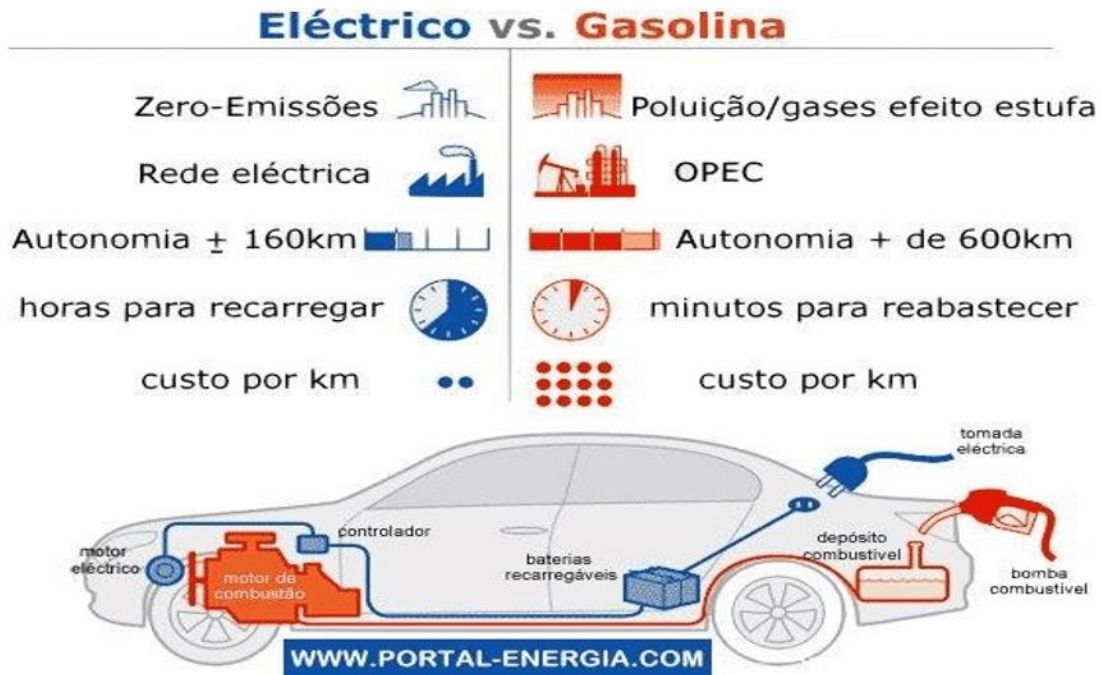 Eléctrico vs. Gasolina
Zero-Emissões
Poluição/gases efeito estufa
Rede eléctrica
OPEC
Autonomia ± 160km
Autonomia + de 600km
horas para recarregar
minutos para reabastecer
custo por km
custo por km
tomada
eléctrica
controlador
motor
eléctrico
motor de
combustão
baterias
recarregáveis
depósito
combustível
bomba
combustivel
WWW.PORTAL-ENERGIA.COM